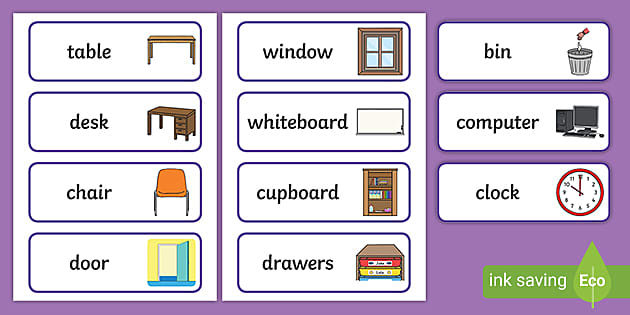 table
desk
chair
door
window
whiteboard
cupboard
drawers
bin
computer
clock
ink saving
Eco